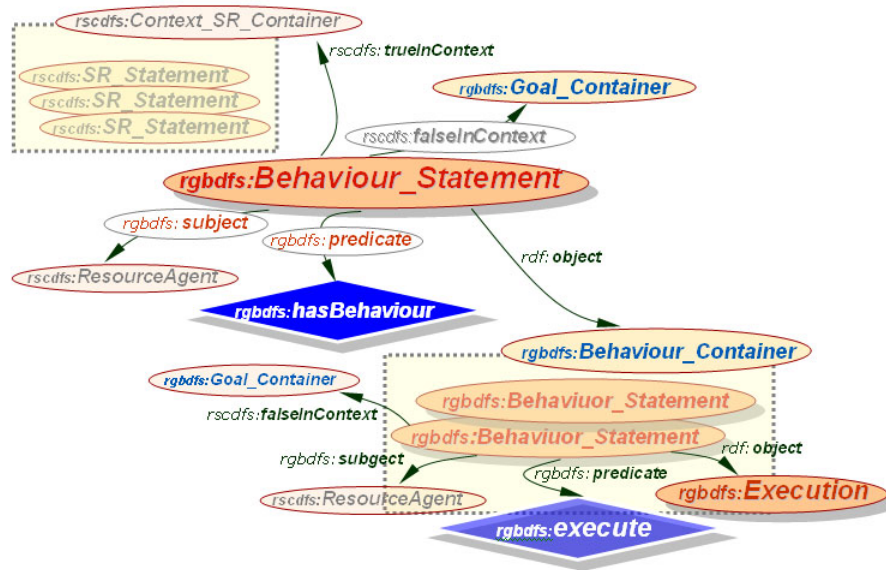 rscdfs:Context_SR_Container
rscdfs:trueInContext
rscdfs:SR_Statement
rscdfs:SR_Statement
rscdfs:SR_Statement
rgbdfs:Goal_Container
rscdfs:falseInContext
rgbdfs:Behaviour_Statement
rgbdfs:subject
rgbdfs:predicate
rdf:object
rscdfs:ResourceAgent
rgbdfs:hasBehaviour
rgbdfs:Behaviour_Container
rgbdfs:Goal_Container
rgbdfs:Behaviuor_Statement
rscdfs:falseInContext
rgbdfs:Behaviuor_Statement
rdf:object
rgbdfs:subgect
rgbdfs:predicate
rscdfs:ResourceAgent
rgbdfs:Execution
rgbdfs:execute